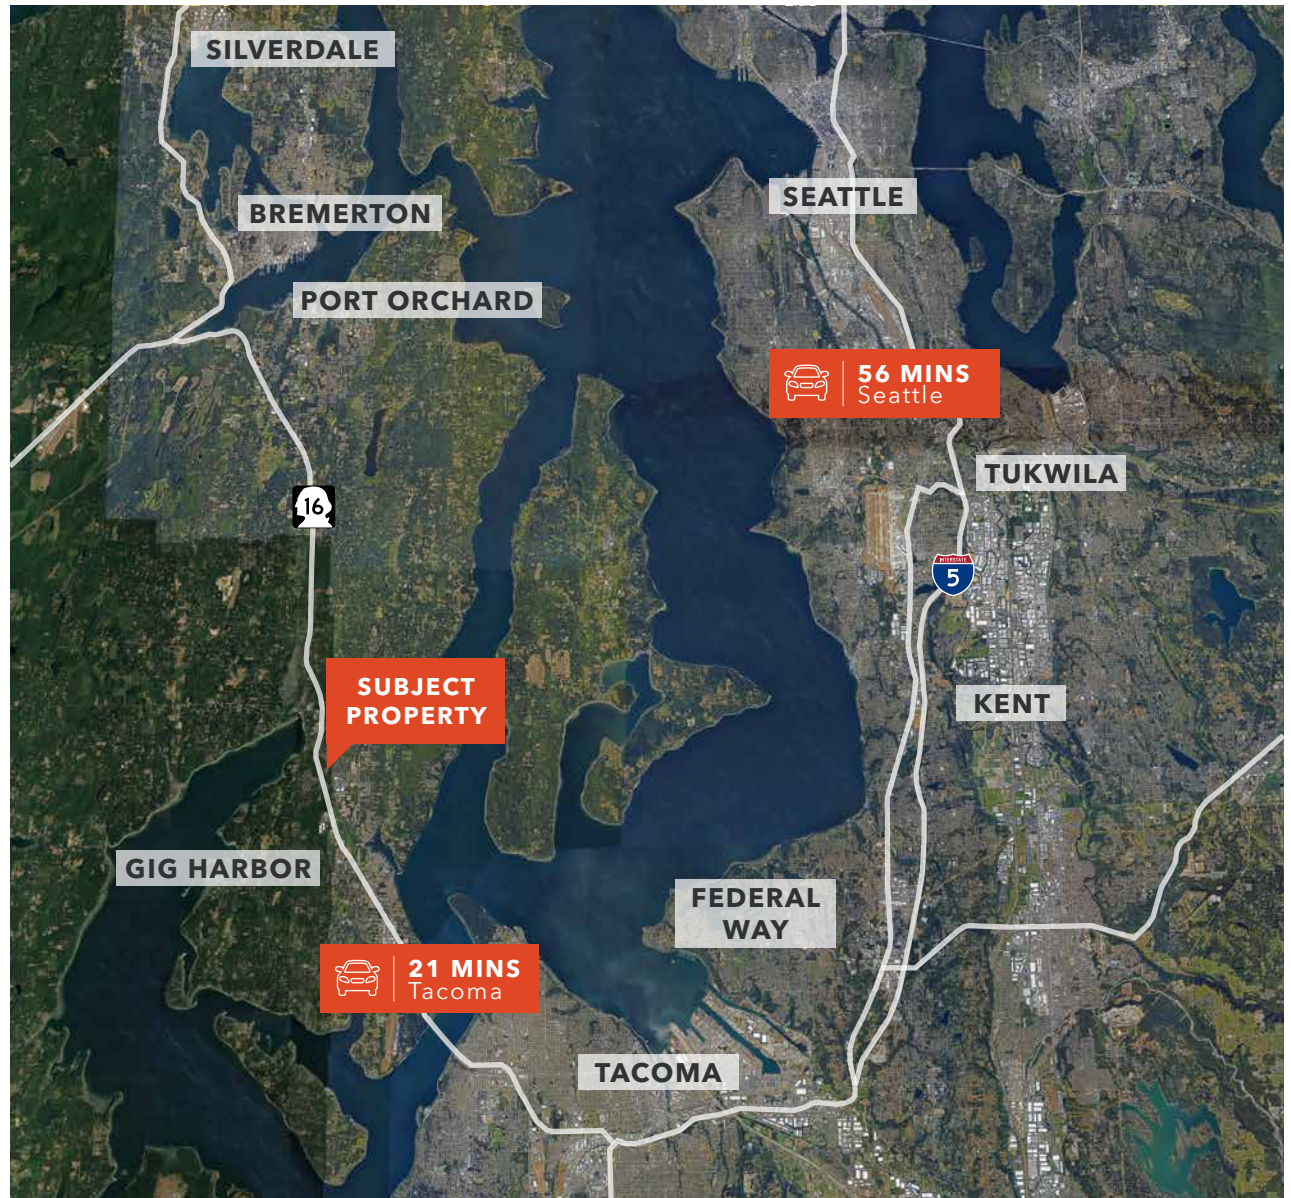 SILVERDALE
BREMERTON
SEATTLE
PORT ORCHARD
56 MINS
Seattle
TUKWILA
16
INTERSTATE
5
SUBJECT
PROPERTY
KENT
GIG HARBOR
FEDERAL
WAY
21 MINS
Tacoma
TACOMA